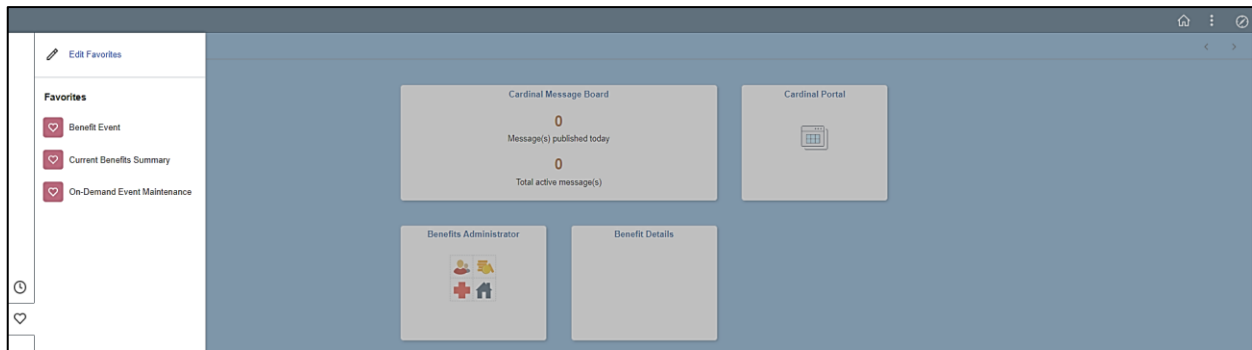 Edit Favorites
Favorites
Benefit Event
Current Benefits Summary
On-Demand Event Maintenance
Cardinal Message Board
0
Message(s) published today
0
Total active message(s)
Cardinal Portal
Benefits Administrator
Benefit Details